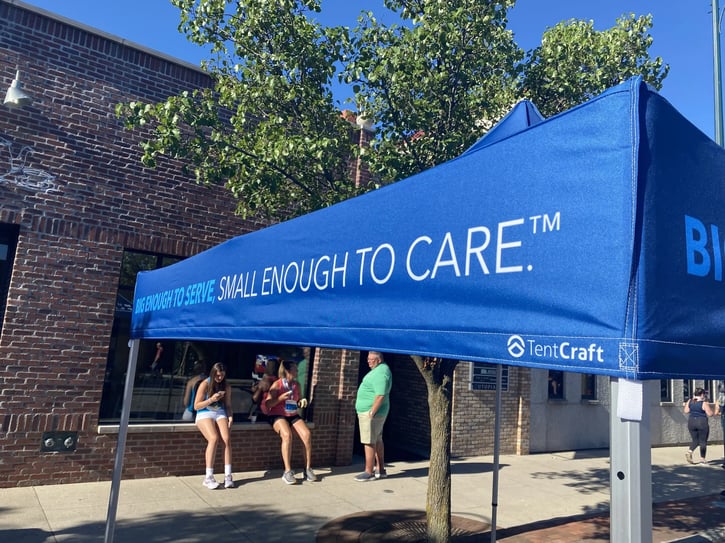 BIG ENOUGH TO SERVE, SMALL ENOUGH TO CARE.™
TentCraft
BI